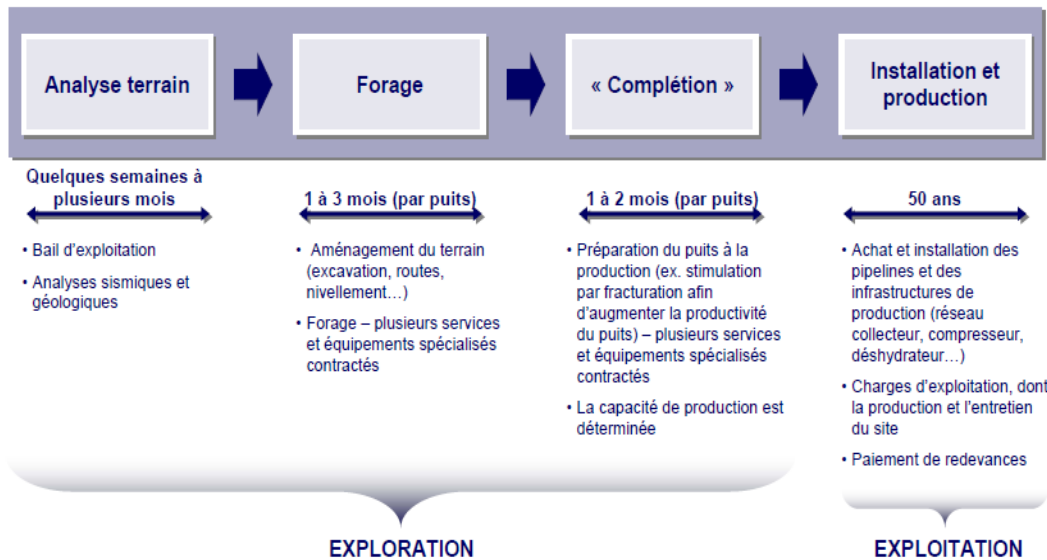 Analyse terrain
Forage
« Complétion »
Installation et
production
Quelques semaines à
plusieurs mois
• Bail d'exploitation
• Analyses sismiques et
géologiques
1 à 3 mois (par puits)
• Aménagement du terrain
(excavation, routes,
nivellement…)
• Forage – plusieurs services
et équipements spécialisés
contractés
1 à 2 mois (par puits)
• Préparation du puits à la
production (ex. stimulation
par fracturation afin
d'augmenter la productivité
du puits) – plusieurs services
et équipements spécialisés
contractés
• La capacité de production est
déterminée
50 ans
• Achat et installation des
pipelines et des
infrastructures de
production (réseau
collecteur, compresseur,
déshydrateur…)
• Charges d'exploitation, dont
la production et l'entretien
du site
• Paiement de redevances
EXPLORATION
EXPLOITATION